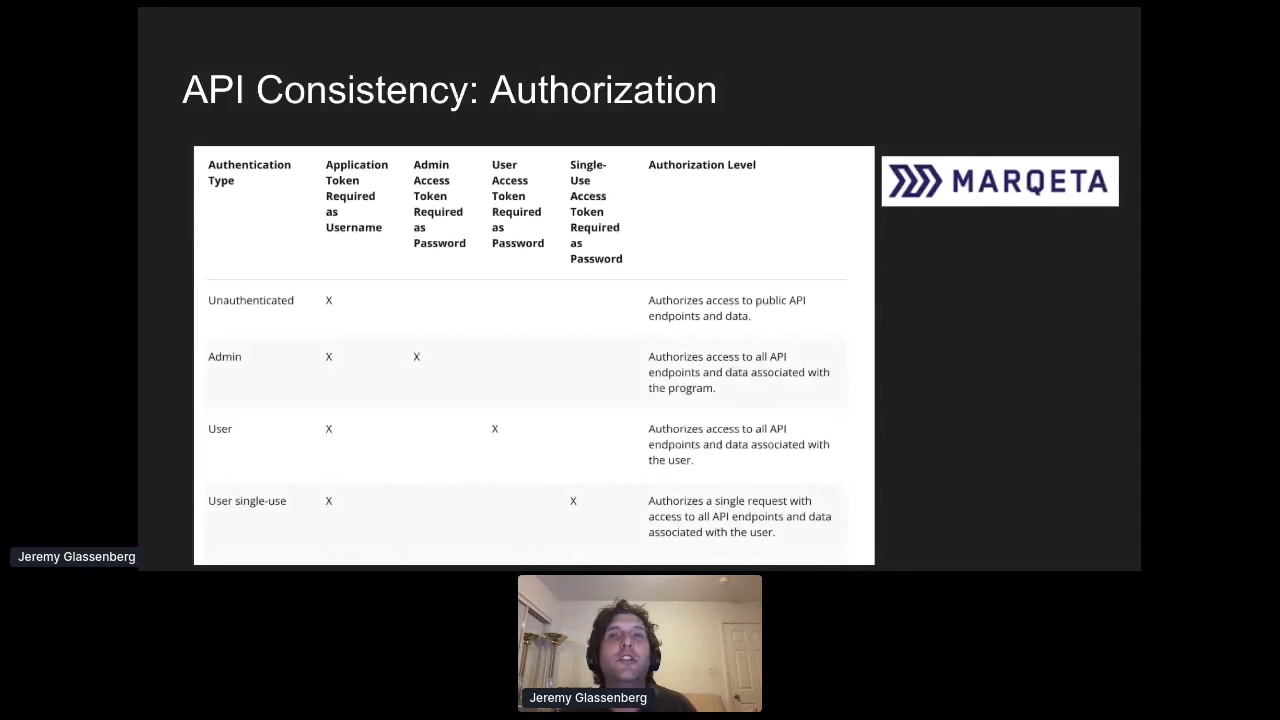 API Consistency: Authorization
MARQETA
Authentication Type
Application Token Required as Username
Admin Access Token Required as Password
User Access Token Required as Password
Single-Use Access Token Required as Password
Authorization Level
Unauthenticated X Authorizes access to public API
endpoints and data.
Admin X X Authorizes access to all API
endpoints and data associated with
the program.
User X X Authorizes access to all API
endpoints and data associated with
the user.
User single-use X X Authorizes a single request with
access to all API endpoints and data
associated with the user.
Jeremy Glassenberg
Jeremy Glassenberg